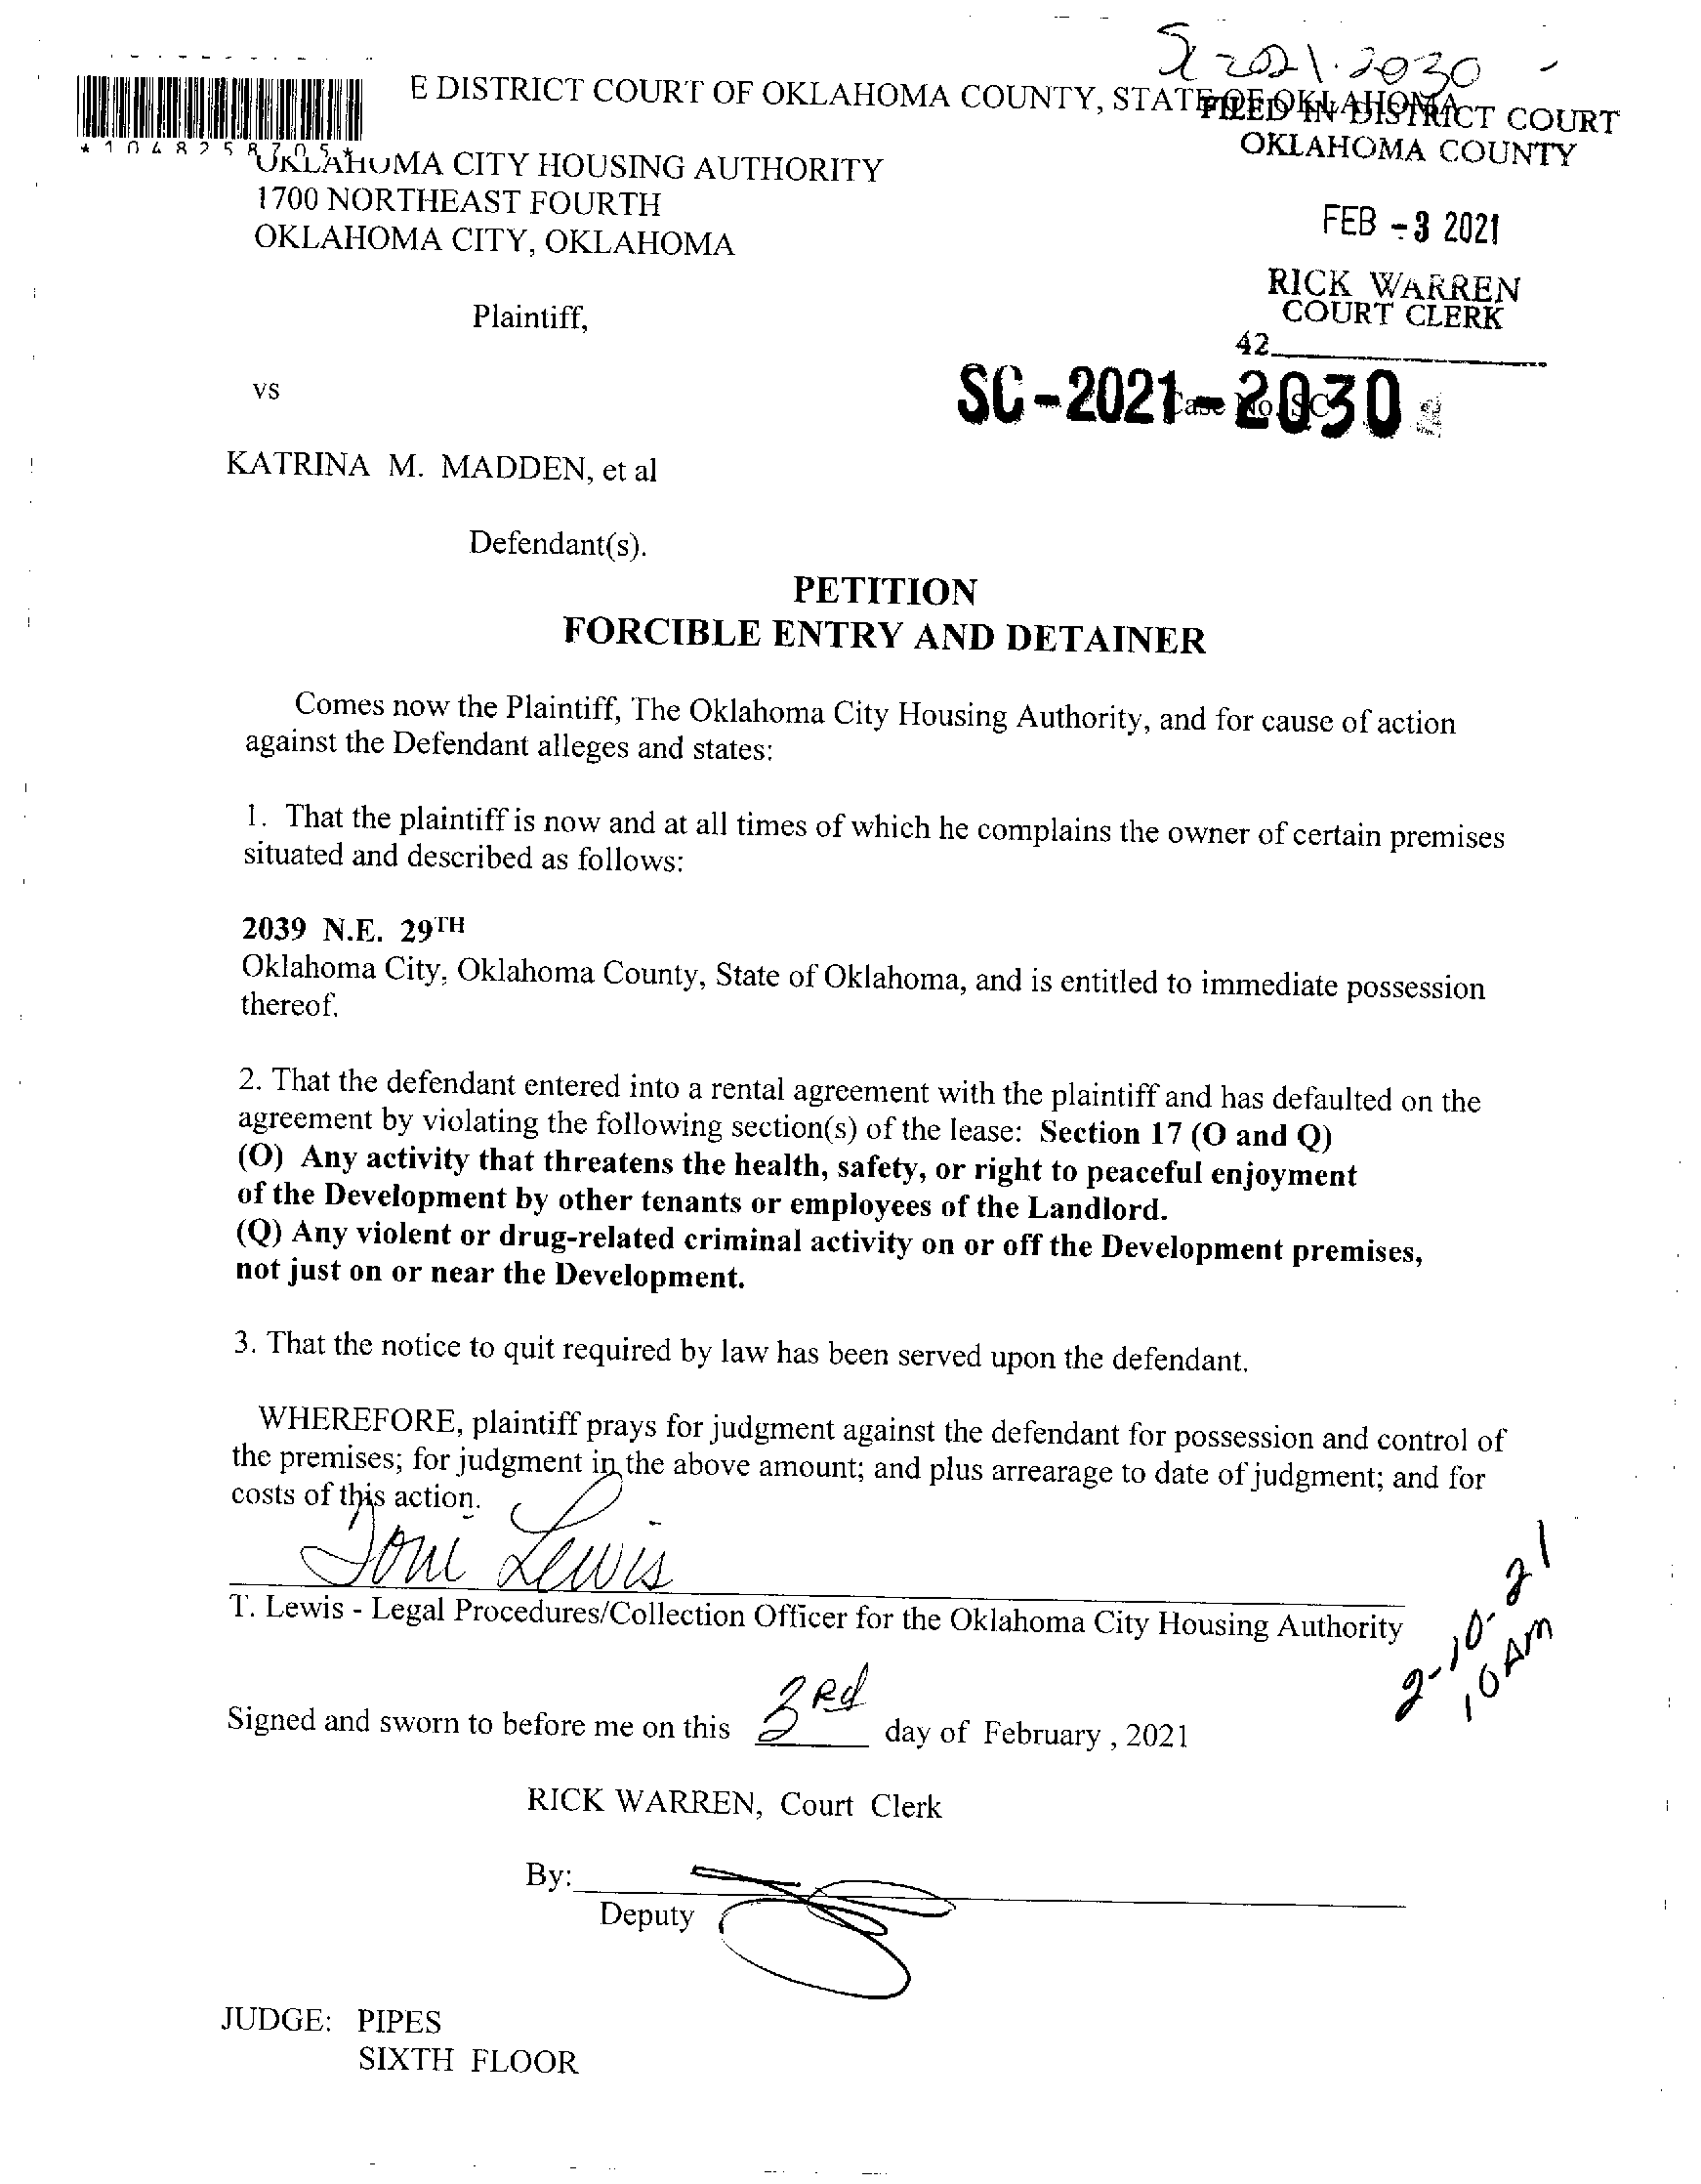 SC 2021-2030
E DISTRICT COURT OF OKLAHOMA COUNTY, STATE OF OKLAHOMA
FILED IN DISTRICT COURT
OKLAHOMA COUNTY
*1048258705*
OKLAHOMA CITY HOUSING AUTHORITY
1700 NORTHEAST FOURTH
OKLAHOMA CITY, OKLAHOMA
FEB -3 2021
RICK WARREN
COURT CLERK
42
Plaintiff,
vs
Case No. SC
SC-2021-2030
KATRINA M. MADDEN, et al
Defendant(s).
PETITION
FORCIBLE ENTRY AND DETAINER
Comes now the Plaintiff, The Oklahoma City Housing Authority, and for cause of action
against the Defendant alleges and states:
1. That the plaintiff is now and at all times of which he complains the owner of certain premises
situated and described as follows:
2039 N.E. 29TH
Oklahoma City, Oklahoma County, State of Oklahoma, and is entitled to immediate possession
thereof.
2. That the defendant entered into a rental agreement with the plaintiff and has defaulted on the
agreement by violating the following section(s) of the lease: Section 17 (O and Q)
(O) Any activity that threatens the health, safety, or right to peaceful enjoyment
of the Development by other tenants or employees of the Landlord.
(Q) Any violent or drug-related criminal activity on or off the Development premises,
not just on or near the Development.
3. That the notice to quit required by law has been served upon the defendant.
WHEREFORE, plaintiff prays for judgment against the defendant for possession and control of
the premises; for judgment in the above amount; and plus arrearage to date of judgment; and for
costs of this action.
Toni Lewis
T. Lewis - Legal Procedures/Collection Officer for the Oklahoma City Housing Authority
2-10-21
10 AM
Signed and sworn to before me on this 3Rd day of February , 2021
RICK WARREN, Court Clerk
By:
Deputy
JUDGE: PIPES
SIXTH FLOOR